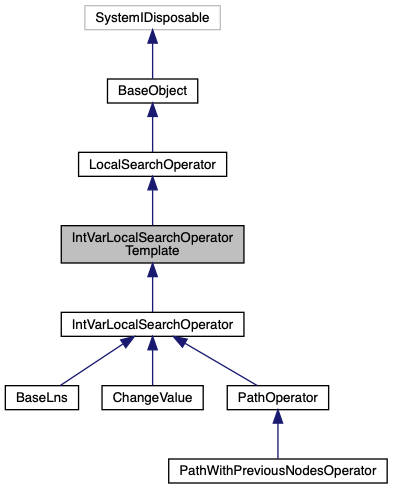 SystemIDisposable
BaseObject
LocalSearchOperator
IntVarLocalSearchOperator
Template
IntVarLocalSearchOperator
BaseLns
ChangeValue
PathOperator
PathWithPreviousNodesOperator